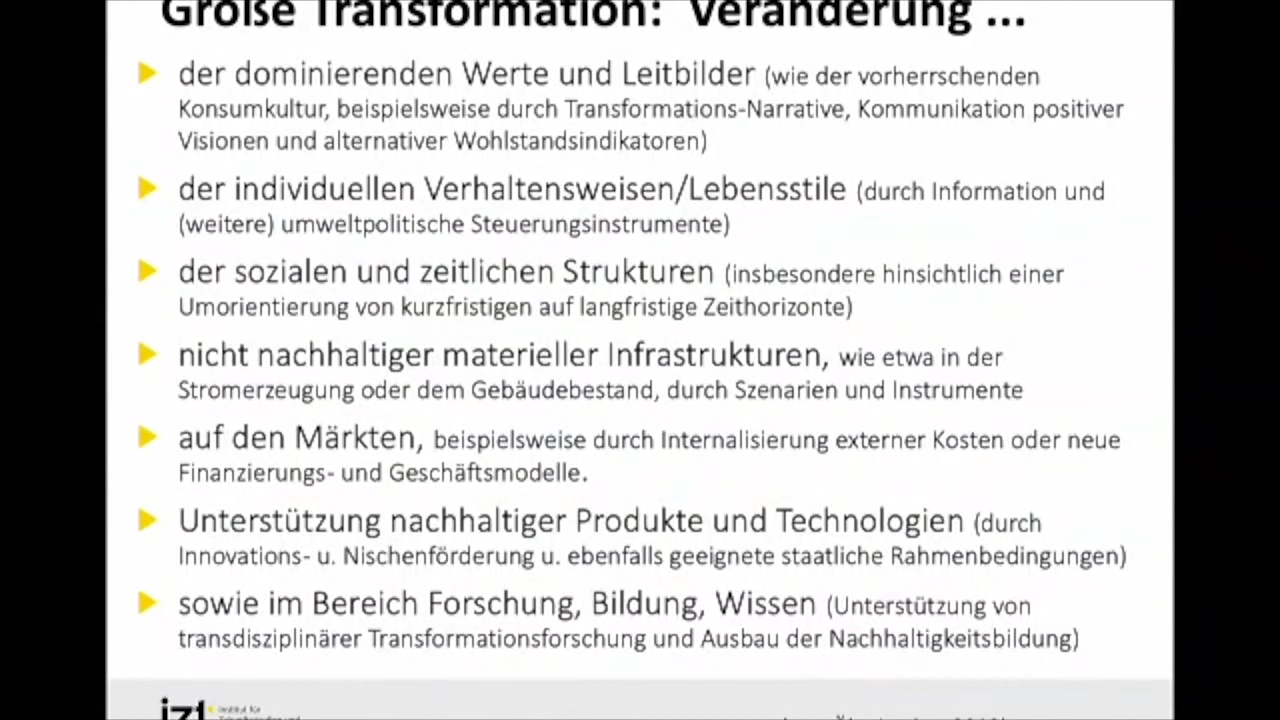 Große Transformation: Veränderung ...
der dominierenden Werte und Leitbilder (wie der vorherrschenden
Konsumkultur, beispielsweise durch Transformations-Narrative, Kommunikation positiver
Visionen und alternativer Wohlstandsindikatoren)
der individuellen Verhaltensweisen/Lebensstile (durch Information und
(weitere) umweltpolitische Steuerungsinstrumente)
der sozialen und zeitlichen Strukturen (insbesondere hinsichtlich einer
Umorientierung von kurzfristigen auf langfristige Zeithorizonte)
nicht nachhaltiger materieller Infrastrukturen, wie etwa in der
Stromerzeugung oder dem Gebäudebestand, durch Szenarien und Instrumente
auf den Märkten, beispielsweise durch Internalisierung externer Kosten oder neue
Finanzierungs- und Geschäftsmodelle.
Unterstützung nachhaltiger Produkte und Technologien (durch
Innovations- u. Nischenförderung u. ebenfalls geeignete staatliche Rahmenbedingungen)
sowie im Bereich Forschung, Bildung, Wissen (Unterstützung von
transdisziplinärer Transformationsforschung und Ausbau der Nachhaltigkeitsbildung)
izt Institut für